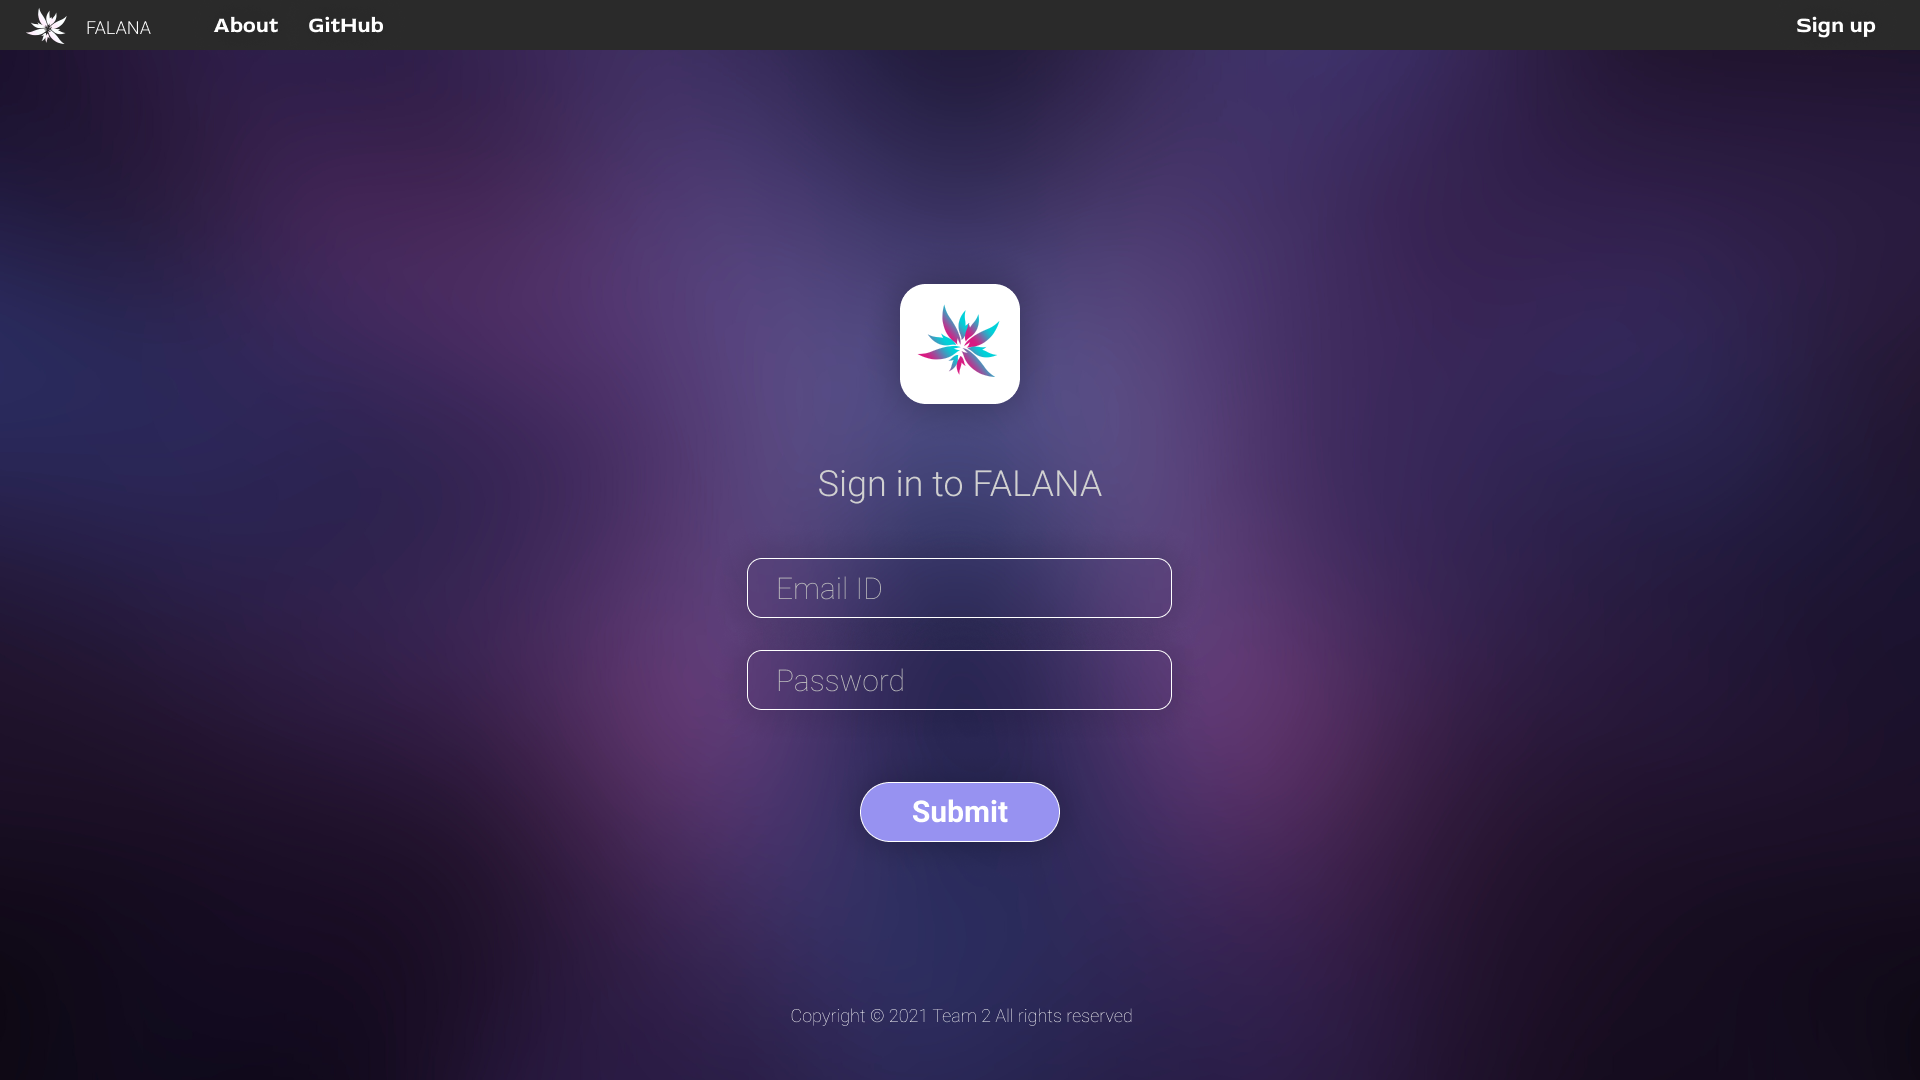 FALANA
About
GitHub
Sign up
Sign in to FALANA
Email ID
Password
Submit
Copyright © 2021 Team 2 All rights reserved